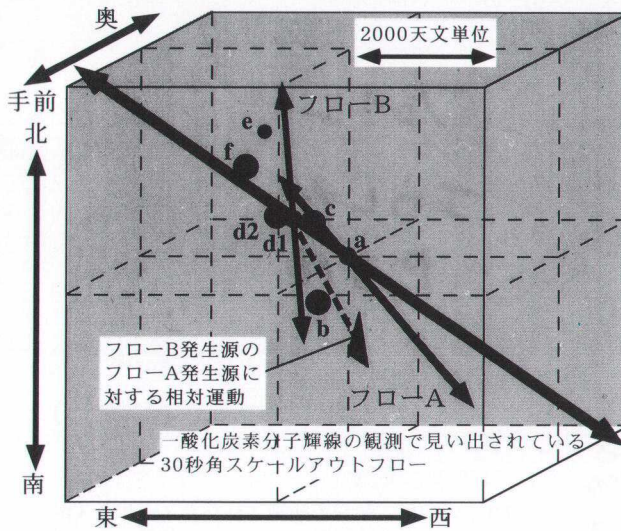 奥
2000天文単位
手前
北
フローB
e
f
c
d2
d1
a
b
フローB発生源の
フローA発生源に
対する相対運動
フローA
一酸化炭素分子輝線の観測で見い出されている
30秒角スケールアウトフロー
南
東
西